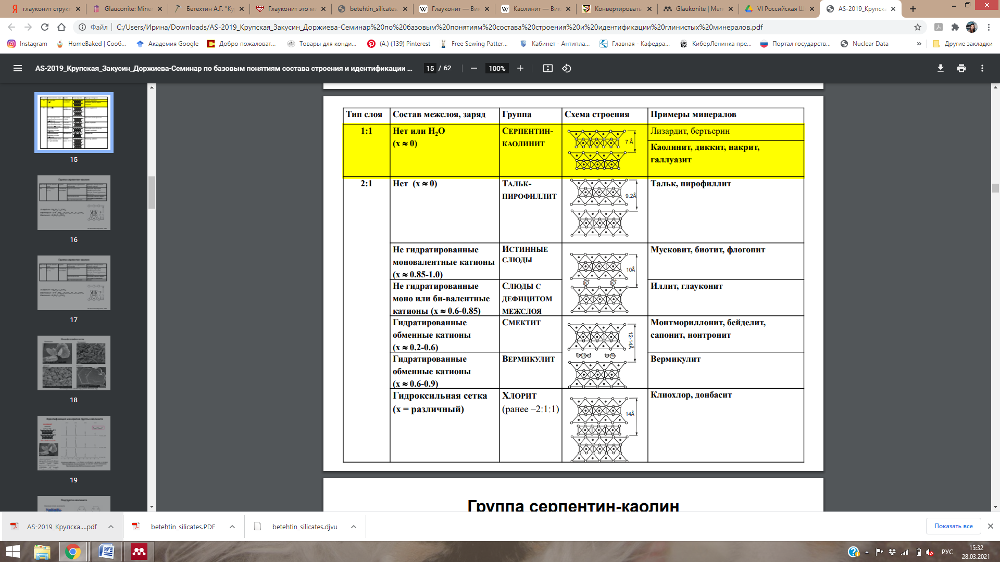 глауконит структ
Glauconite: Mine
Бетехтин А.Г. "Ку
Глауконит это ми
betehtin_silicates.
Глауконит — Вик
Каолинит — Вик
Конвертировать
Glaukonite | Men
VI Российская Ш
AS-2019_Крупска
Файл
C:/Users/Ирина/Downloads/AS-2019_Крупская_Закусин_Доржиева-Семинар%20по%20базовым%20понятиям%20состава%20строения%20и%20идентификации%20глинистых%20минералов.pdf
Instagram
HomeBaked | Сооб...
Академия Google
Добро пожаловат...
Товары для конди...
(А.) (139) Pinterest
Free Sewing Patter...
Кабинет - Антипла...
Главная - Кафедра...
КиберЛенинка пре...
Портал государств...
Nuclear Data
»
Другие закладки
AS-2019_Крупская_Закусин_Доржиева-Семинар по базовым понятиям состава строения и идентификации ...
15 / 62
100%
15
16
17
18
19
Тип слоя
Состав межслоя, заряд
Группа
Схема строения
Примеры минералов
1:1
Нет или H₂O
(x ≈ 0)
СЕРПЕНТИН-
КАОЛИНИТ
7 Å
Лизардит, бертьерин
Каолинит, диккит, накрит,
галлуазит
2:1
Нет (x ≈ 0)
ТАЛЬК-
ПИРОФИЛЛИТ
9.2Å
Тальк, пирофиллит
Не гидратированные
моновалентные катионы
(x ≈ 0.85-1.0)
ИСТИННЫЕ
СЛЮДЫ
10Å
K⁺ K⁺
Мусковит, биотит, флогопит
Не гидратированные
моно или би-валентные
катионы (x ≈ 0.6-0.85)
СЛЮДЫ С
ДЕФИЦИТОМ
МЕЖСЛОЯ
Иллит, глауконит
Гидратированные
обменные катионы
(x ≈ 0.2-0.6)
СМЕКТИТ
12-14Å
Ca Na
Монтмориллонит, бейделит,
сапонит, нонтронит
Гидратированные
обменные катионы
(x ≈ 0.6-0.9)
ВЕРМИКУЛИТ
Вермикулит
Гидроксильная сетка
(x = различный)
ХЛОРИТ
(ранее –2:1:1)
14Å
Клиохлор, донбасит
Группа серпентин-каолин
AS-2019_Крупска....pdf
betehtin_silicates.PDF
betehtin_silicates.djvu
Показать все
РУС
15:32
28.03.2021